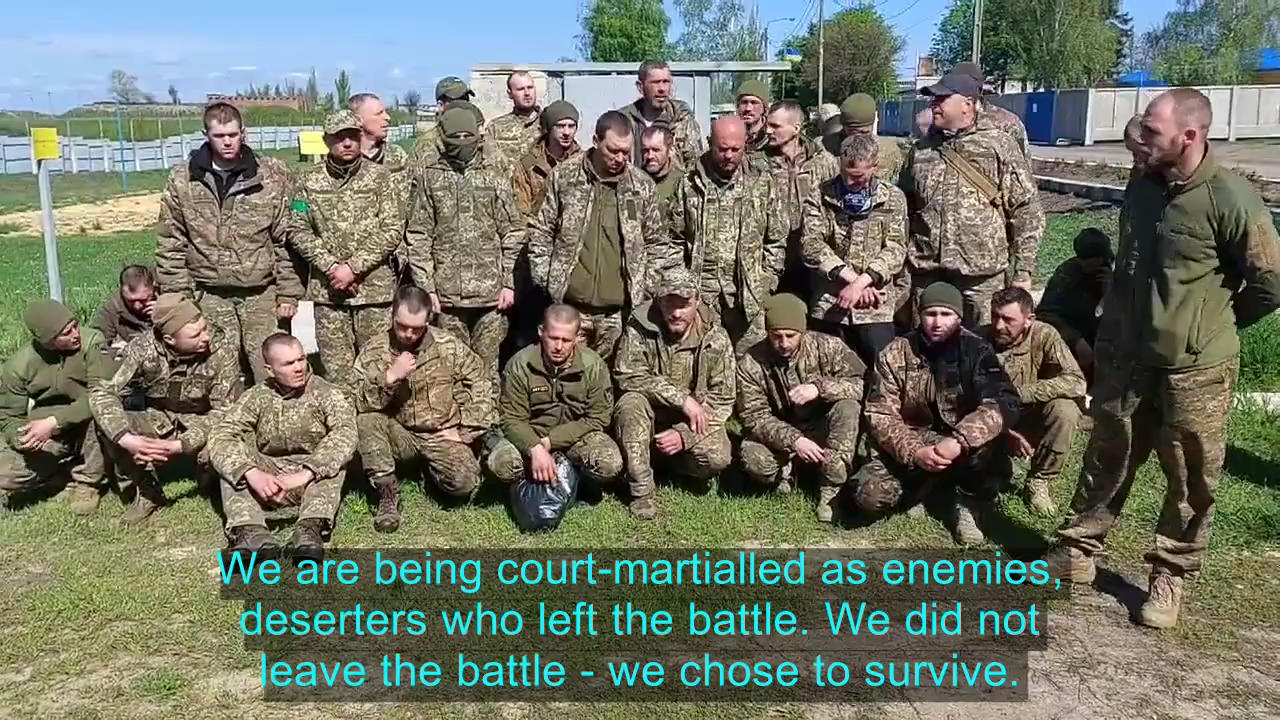 We are being court-martialled as enemies,
deserters who left the battle. We did not
leave the battle - we chose to survive.